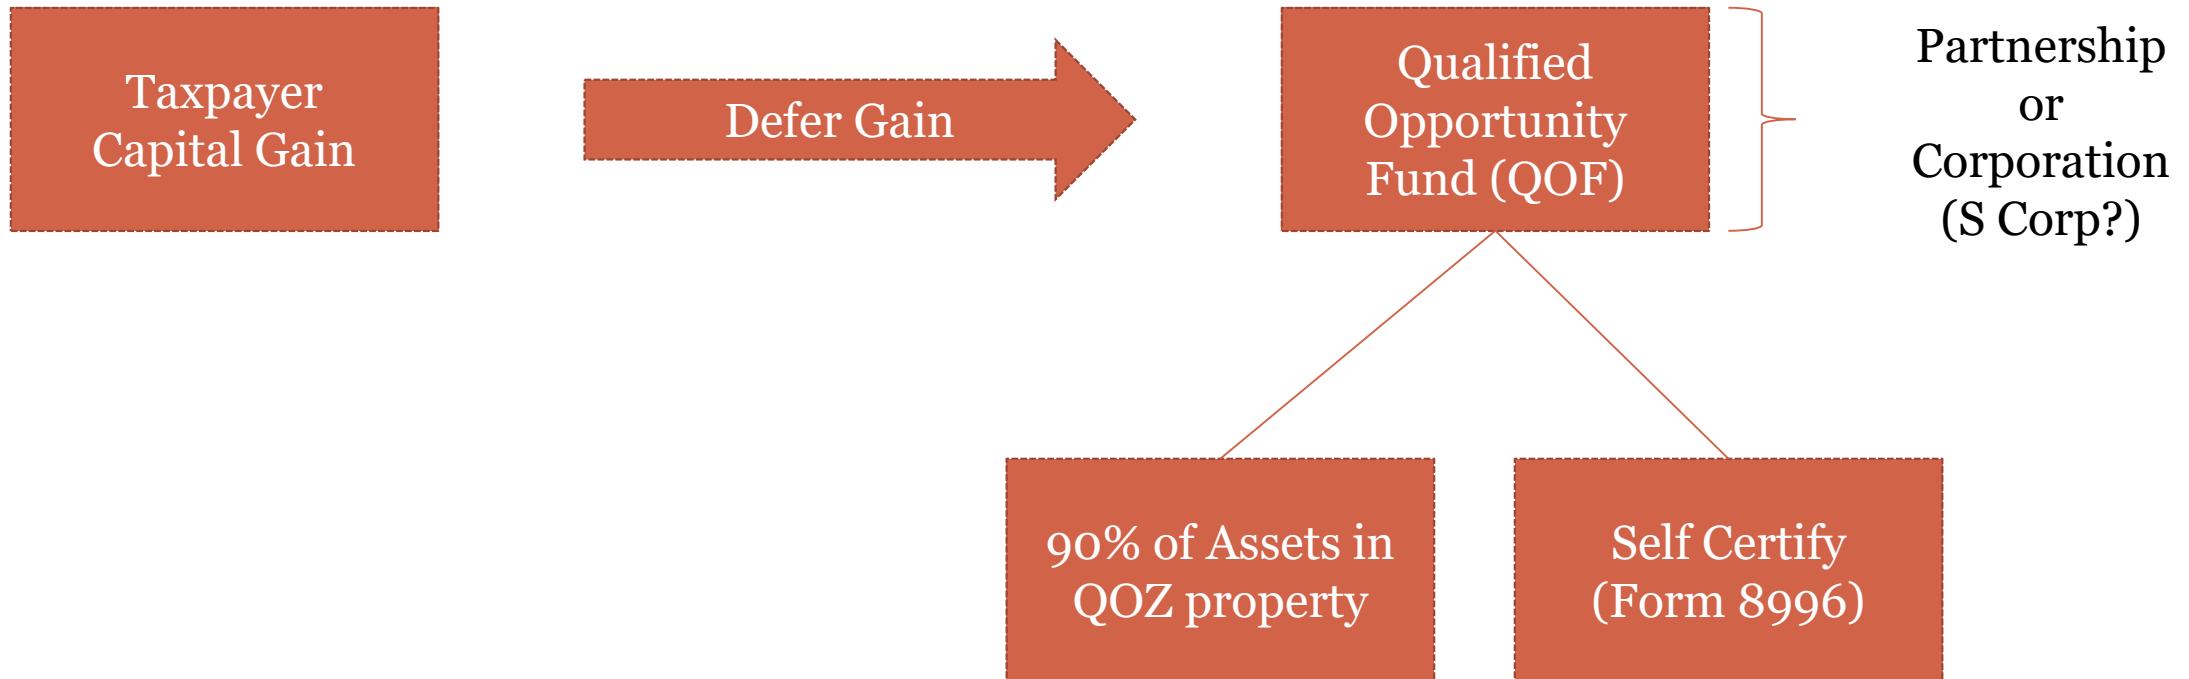 Taxpayer
Capital Gain
Defer Gain
Qualified
Opportunity
Fund (QOF)
Partnership
or
Corporation
(S Corp?)
90% of Assets in
QOZ property
Self Certify
(Form 8996)